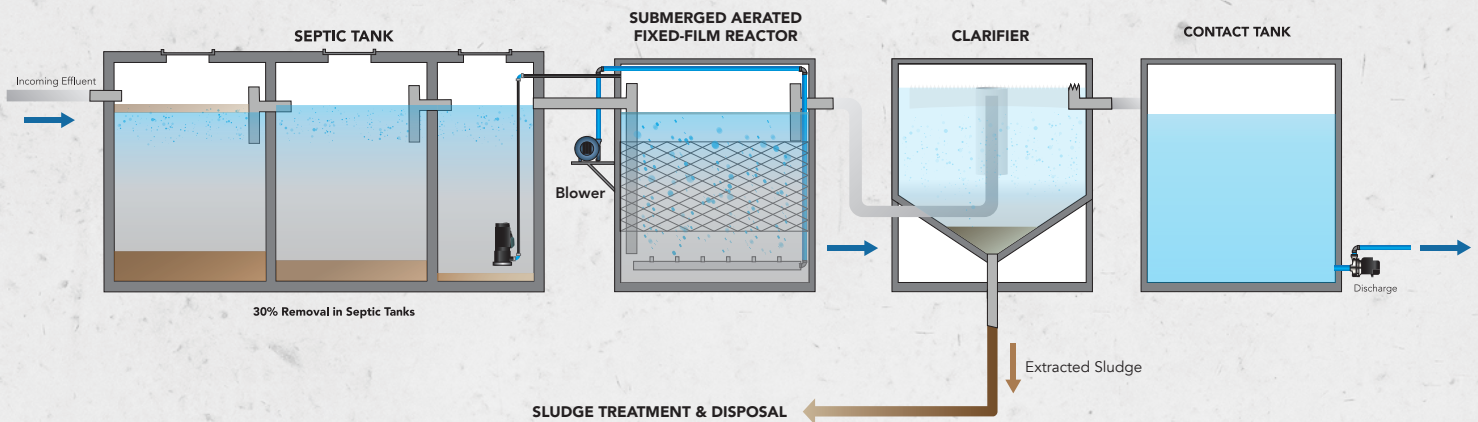 SEPTIC TANK
SUBMERGED AERATED
FIXED-FILM REACTOR
CLARIFIER
CONTACT TANK
Incoming Effluent
Blower
Discharge
30% Removal in Septic Tanks
Extracted Sludge
SLUDGE TREATMENT & DISPOSAL